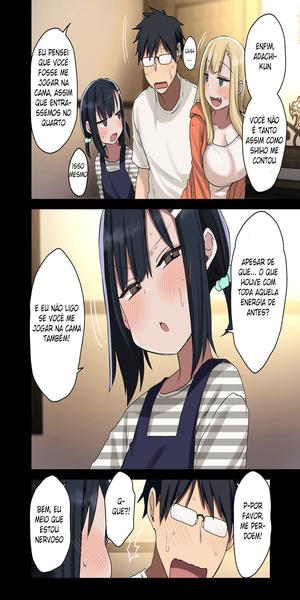 ENFIM,
ADACHI-
KUN
VOCÊ NÃO
É TANTO
ASSIM COMO
SHIHO ME
CONTOU
UHH
...
EU PENSEI
QUE VOCÊ
FOSSE ME
JOGAR NA
CAMA, ASSIM
QUE ENTRAS-
SEMOS NO
QUARTO
ISSO
MESMO
APESAR DE
QUE... O QUE
HOUVE COM
TODA AQUELA
ENERGIA DE
ANTES?
E EU NÃO LIGO
SE VOCÊ ME
JOGAR NA CAMA
TAMBÉM!
P-POR
FAVOR,
ME PER-
DOEM!
Q-
QUE?!
BEM, EU
MEIO QUE
ESTOU
NERVOSO